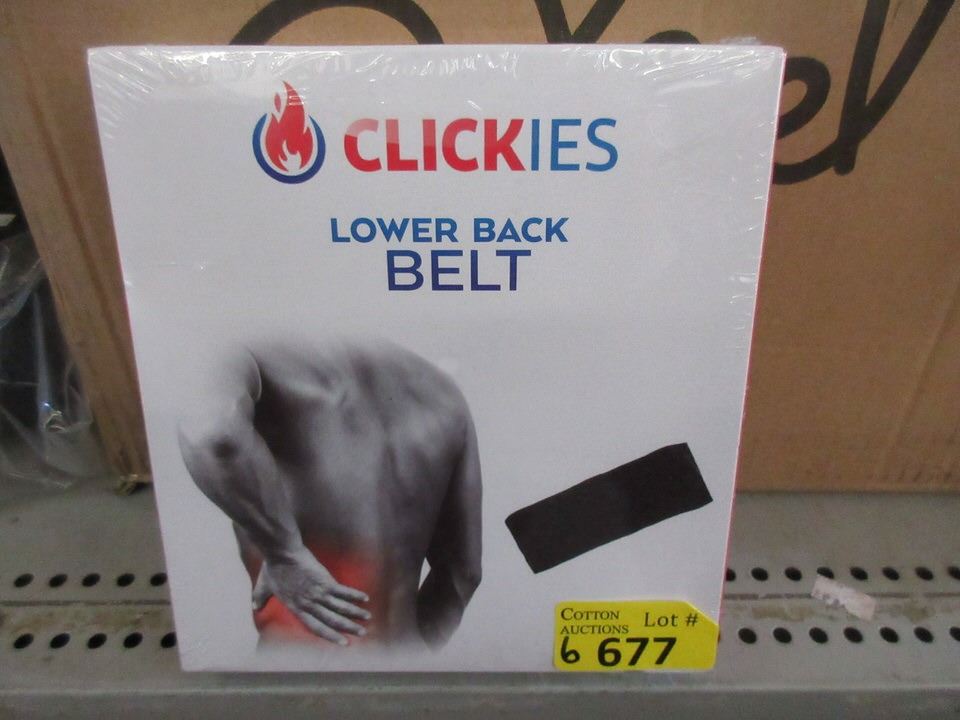 CLICKIES
LOWER BACK
BELT
COTTON
AUCTIONS
Lot #
6 677